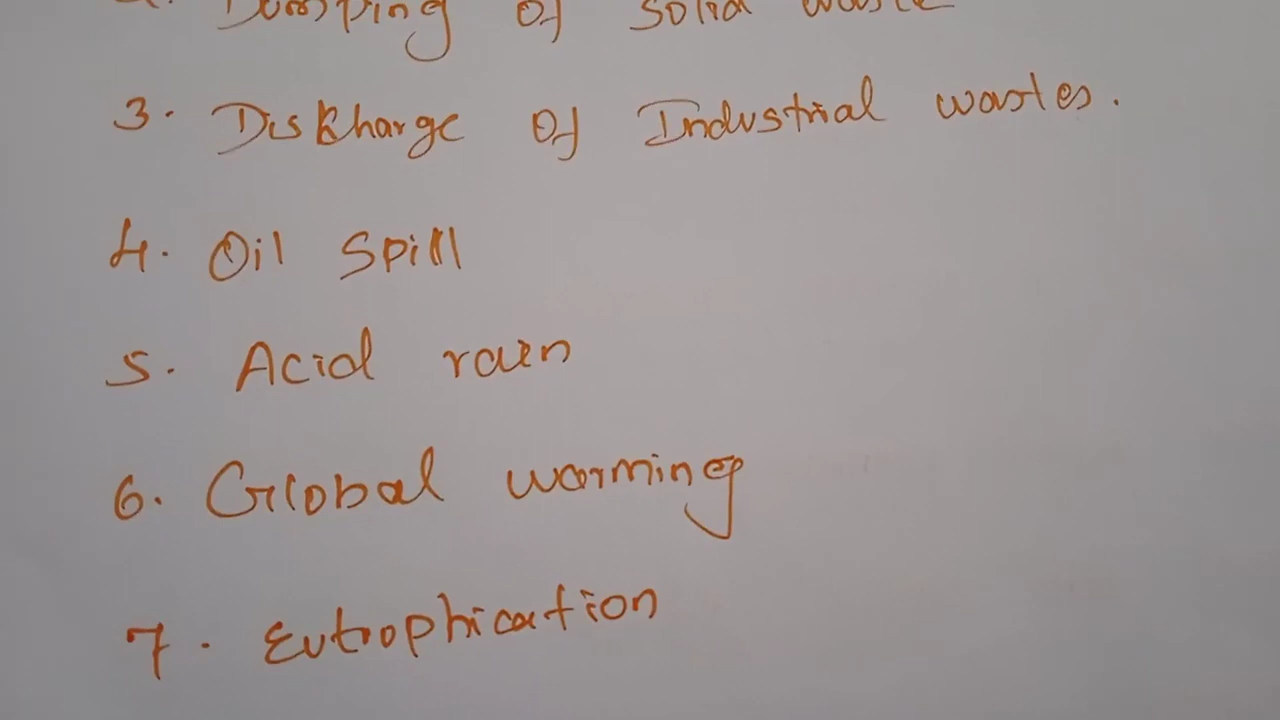 Dumping of solid waste
3. Discharge of Industrial wastes.
4. Oil spill
5. Acid rain
6. Global warming
7. Eutrophication